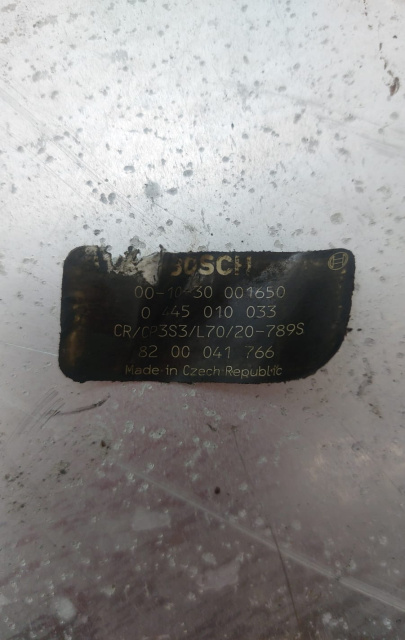 BOSCH
00-10-30 001650
0 445 010 033
CR/CP3S3/L70/20-789S
82 00 041 766
Made in Czech Republic